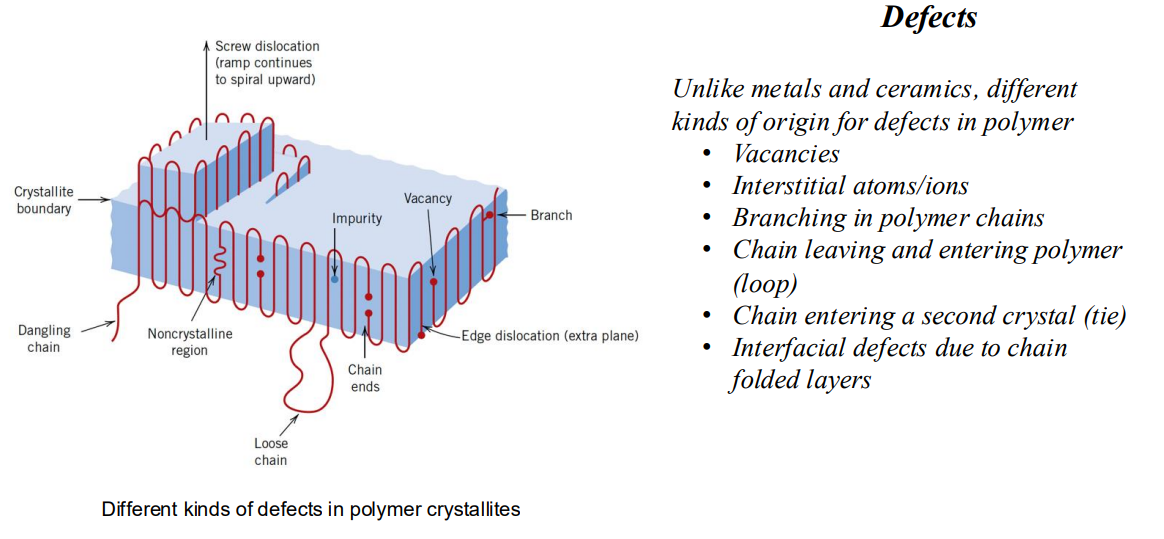 Defects
Screw dislocation
(ramp continues
to spiral upward)
Crystallite
boundary
Impurity
Vacancy
Branch
Dangling
chain
Noncrystalline
region
Edge dislocation (extra plane)
Chain
ends
Loose
chain
Different kinds of defects in polymer crystallites
Unlike metals and ceramics, different
kinds of origin for defects in polymer
• Vacancies
• Interstitial atoms/ions
• Branching in polymer chains
• Chain leaving and entering polymer
(loop)
• Chain entering a second crystal (tie)
• Interfacial defects due to chain
folded layers